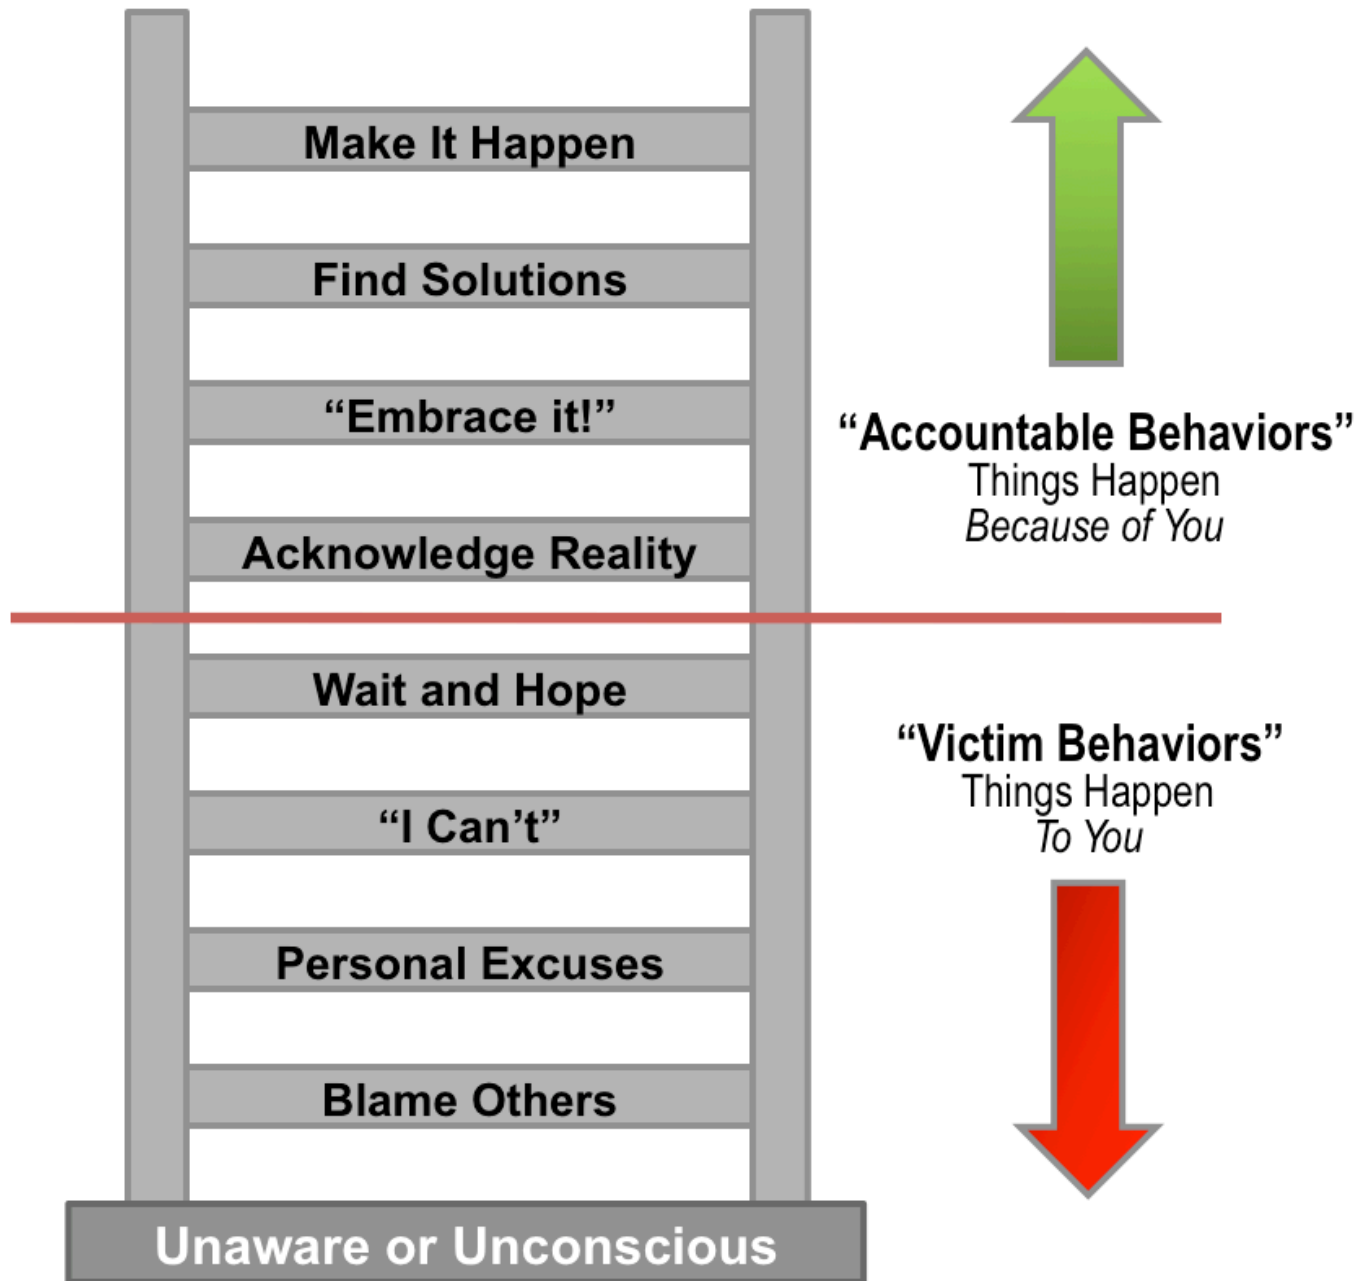 Make It Happen
Find Solutions
“Embrace it!”
Acknowledge Reality
“Accountable Behaviors”
Things Happen
Because of You
Wait and Hope
“I Can’t”
Personal Excuses
Blame Others
“Victim Behaviors”
Things Happen
To You
Unaware or Unconscious